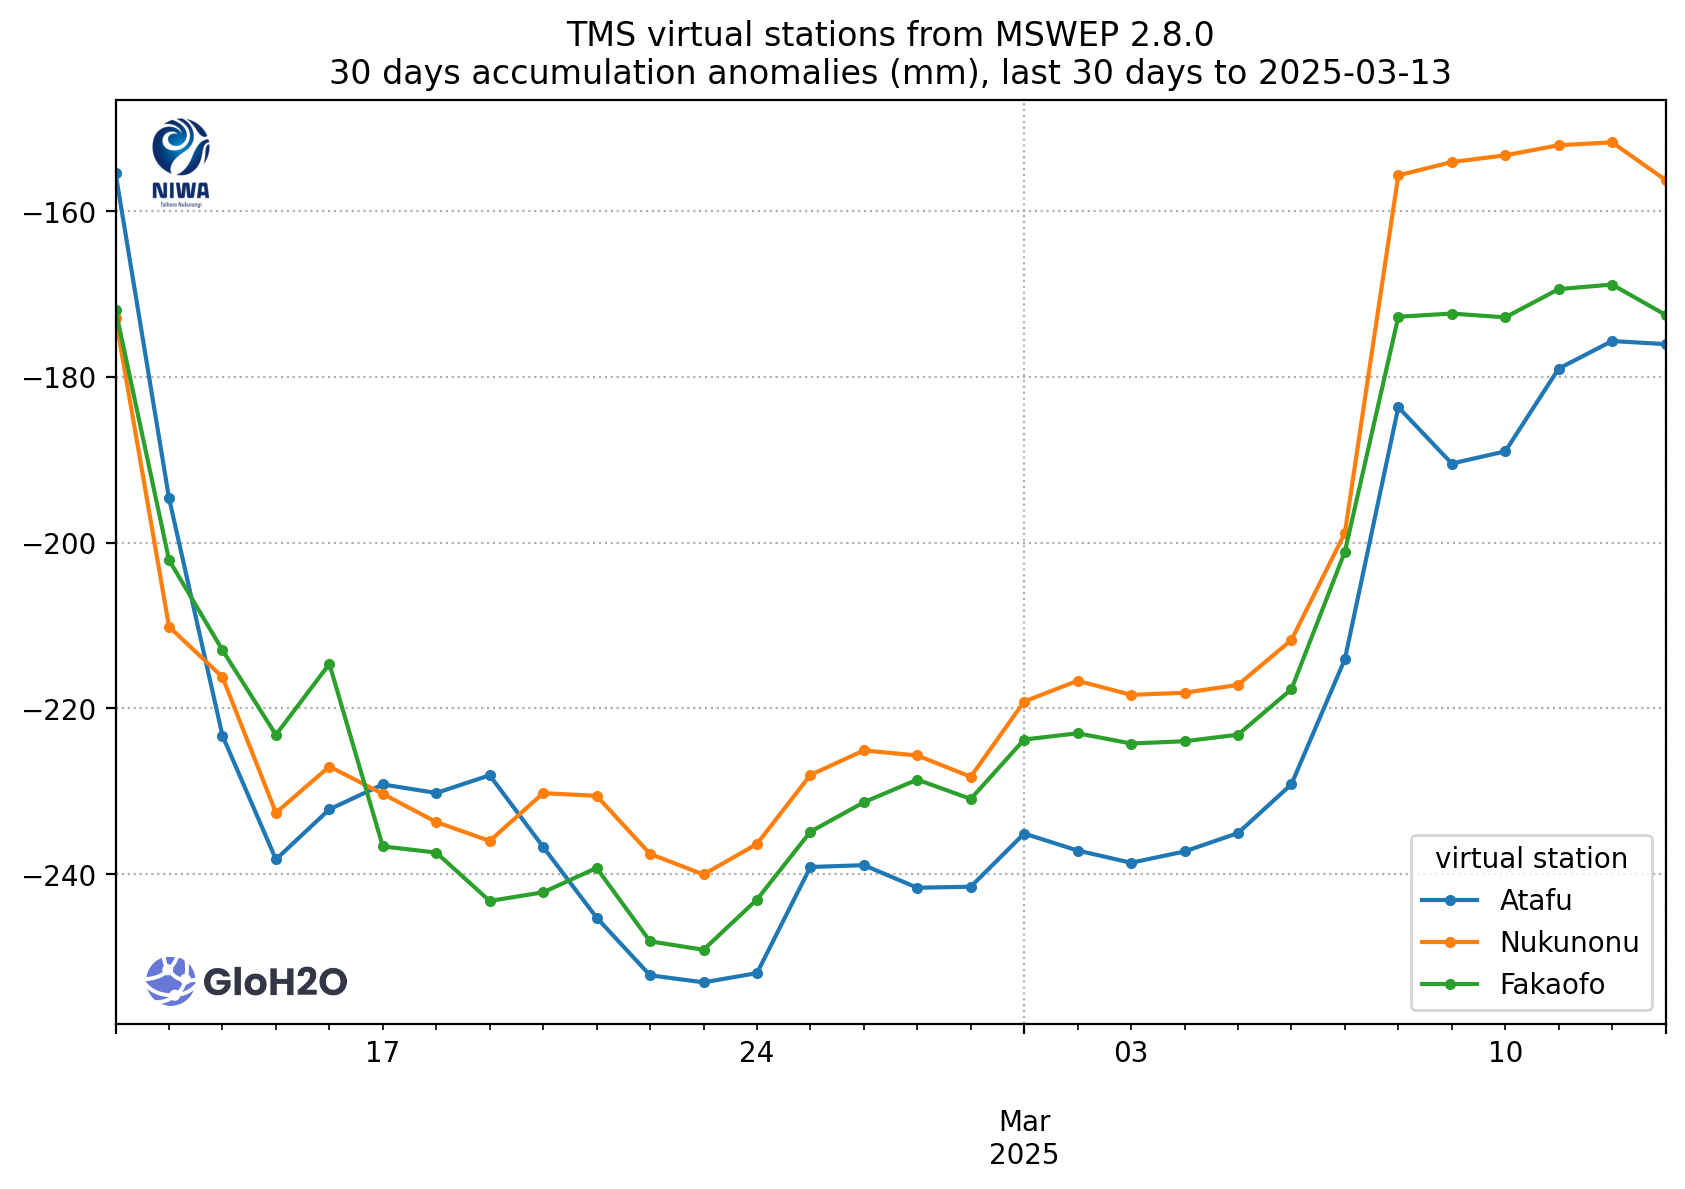 TMS virtual stations from MSWEP 2.8.0
30 days accumulation anomalies (mm), last 30 days to 2025-03-13
NIWA
Taihoro Nukurangi
−160
−180
−200
−220
−240
virtual station
Atafu
Nukunonu
Fakaofo
GloH2O
17
24
03
10
Mar
2025